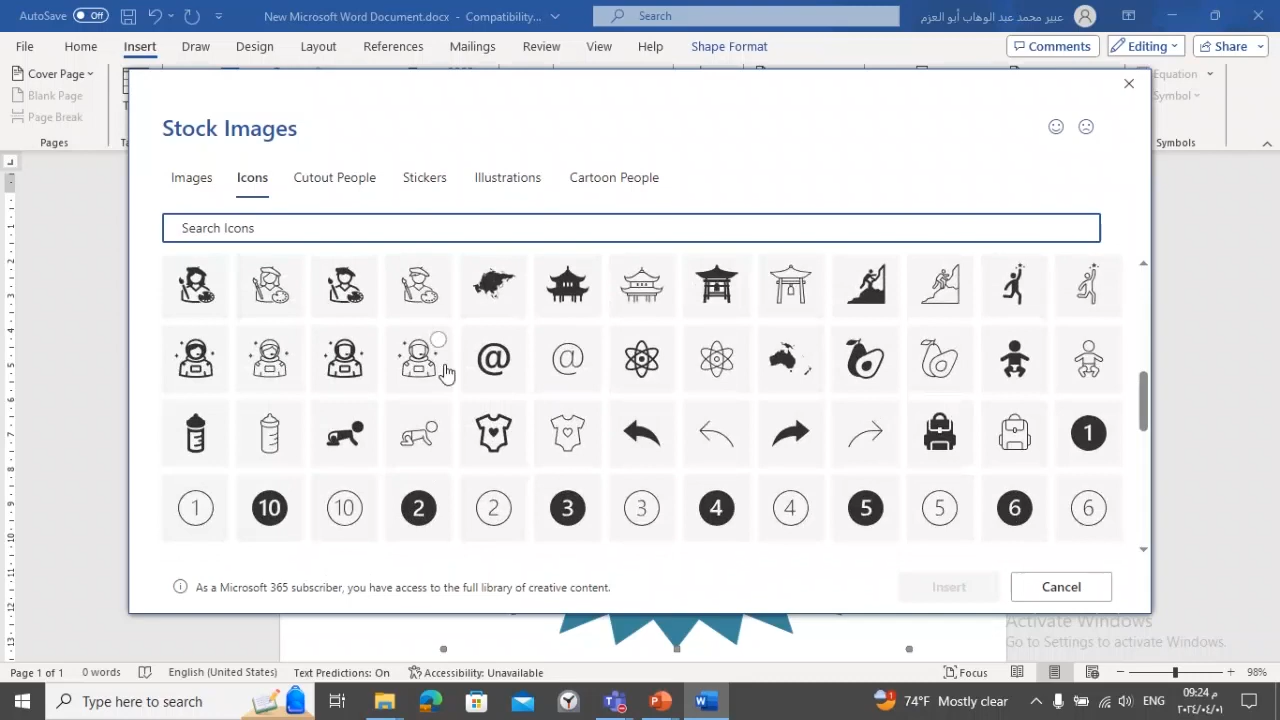 AutoSave Off New Microsoft Word Document.docx - Compatibility... Search عبير محمد عبد الوهاب أبو العزم
File Home Insert Draw Design Layout References Mailings Review View Help Shape Format Comments Editing Share
Cover Page Equation
Blank Page Symbol
Page Break
Pages Symbols
Stock Images
Images Icons Cutout People Stickers Illustrations Cartoon People
Search Icons
@ @
1
1 10 10 2 2 3 3 4 4 5 5 6 6
As a Microsoft 365 subscriber, you have access to the full library of creative content. Insert Cancel
Activate Windows
Go to Settings to activate Windows.
Page 1 of 1 0 words English (United States) Text Predictions: On Accessibility: Unavailable Focus 98%
Type here to search 74°F Mostly clear ENG 09:24 م
٢٠٢٤/٠٤/٠١